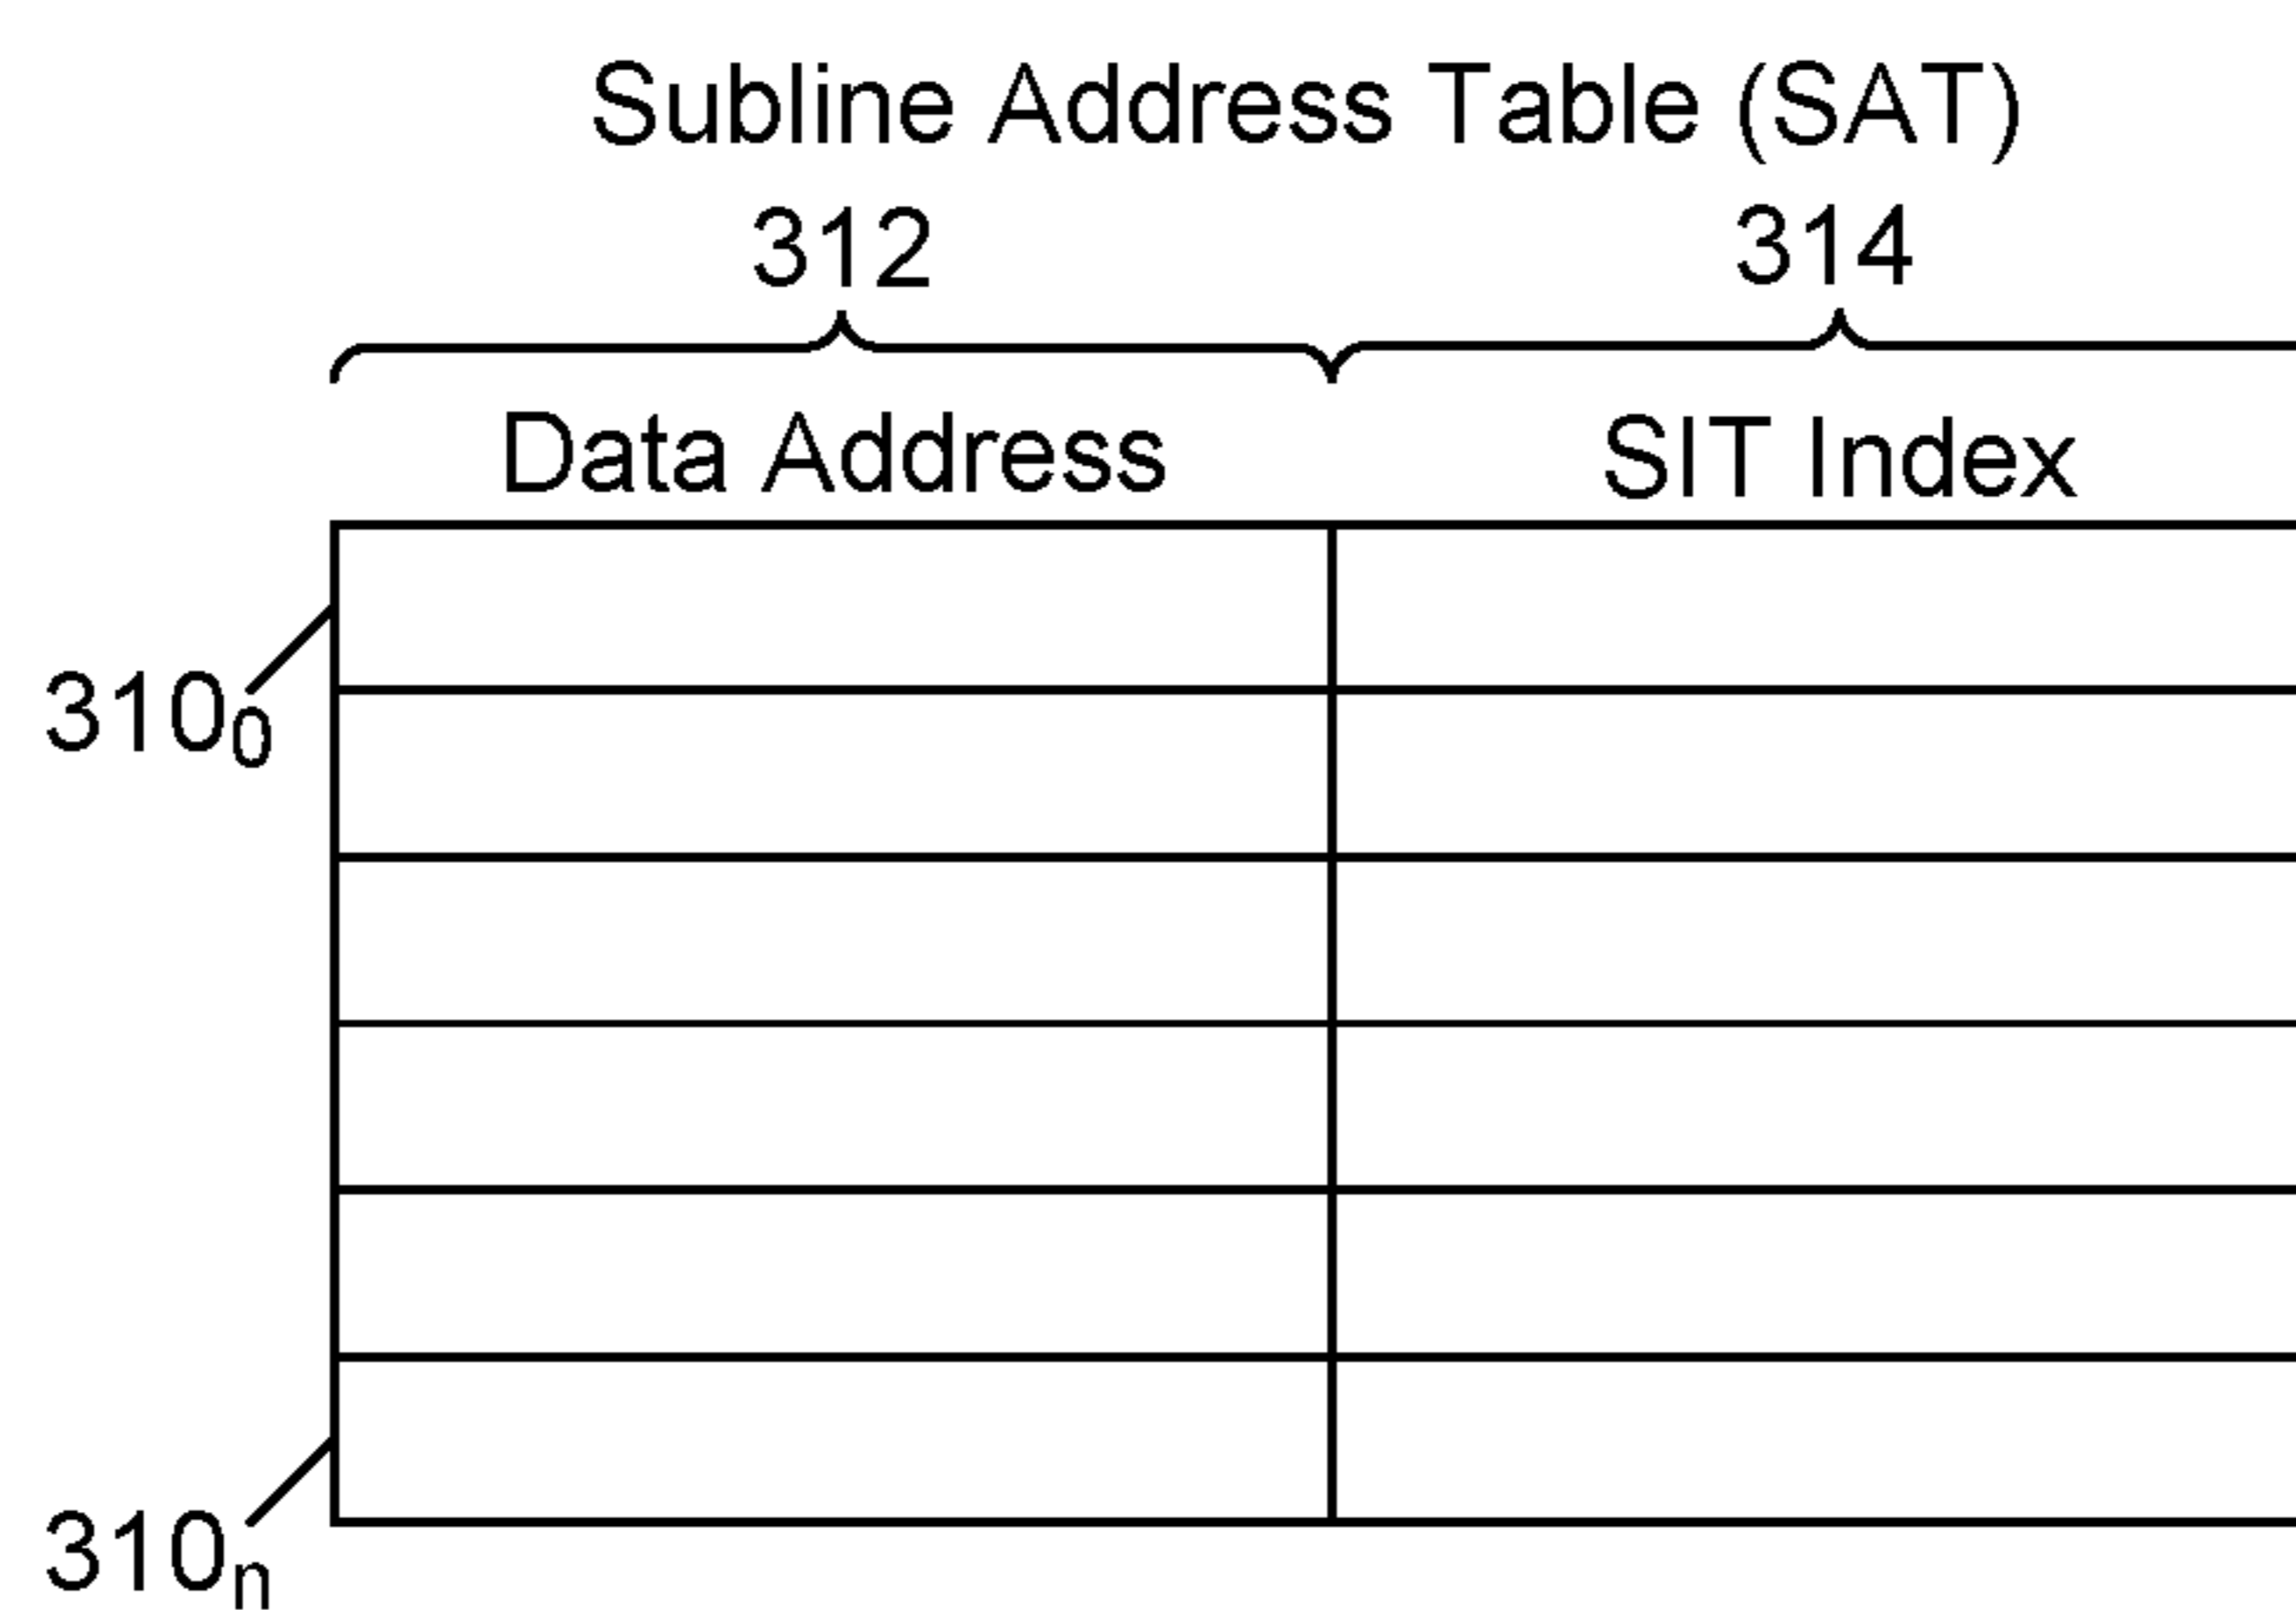 Subline Address Table (SAT)
312 314
Data Address SIT Index
310₀
310ₙ